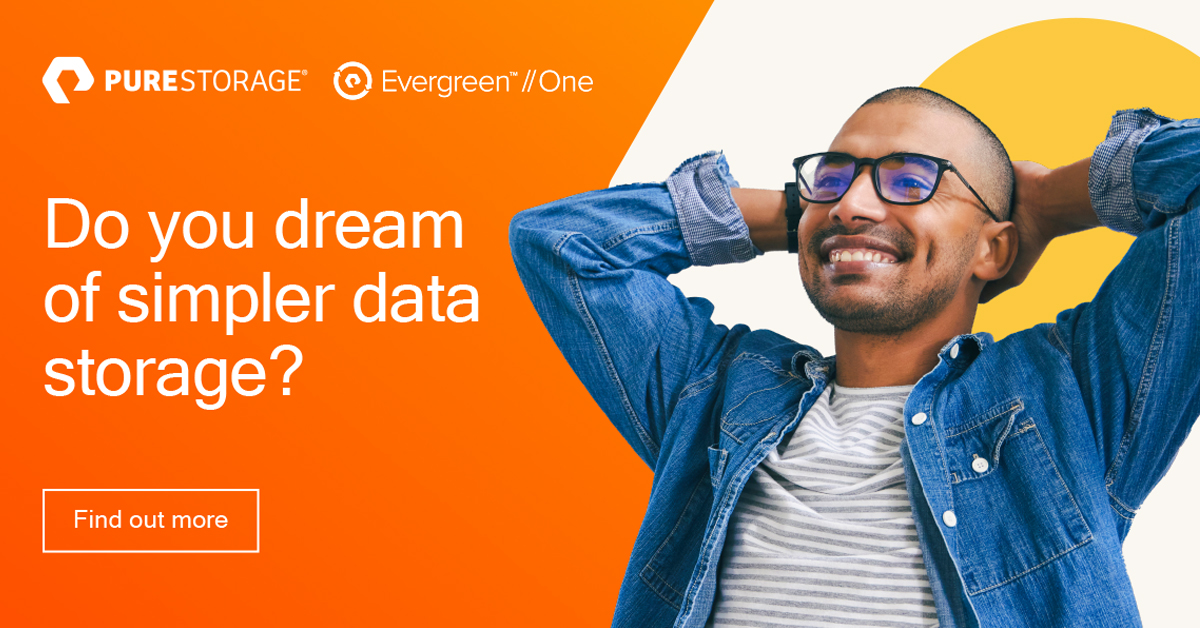 PURESTORAGE® Evergreen™//One
Do you dream
of simpler data
storage?
Find out more